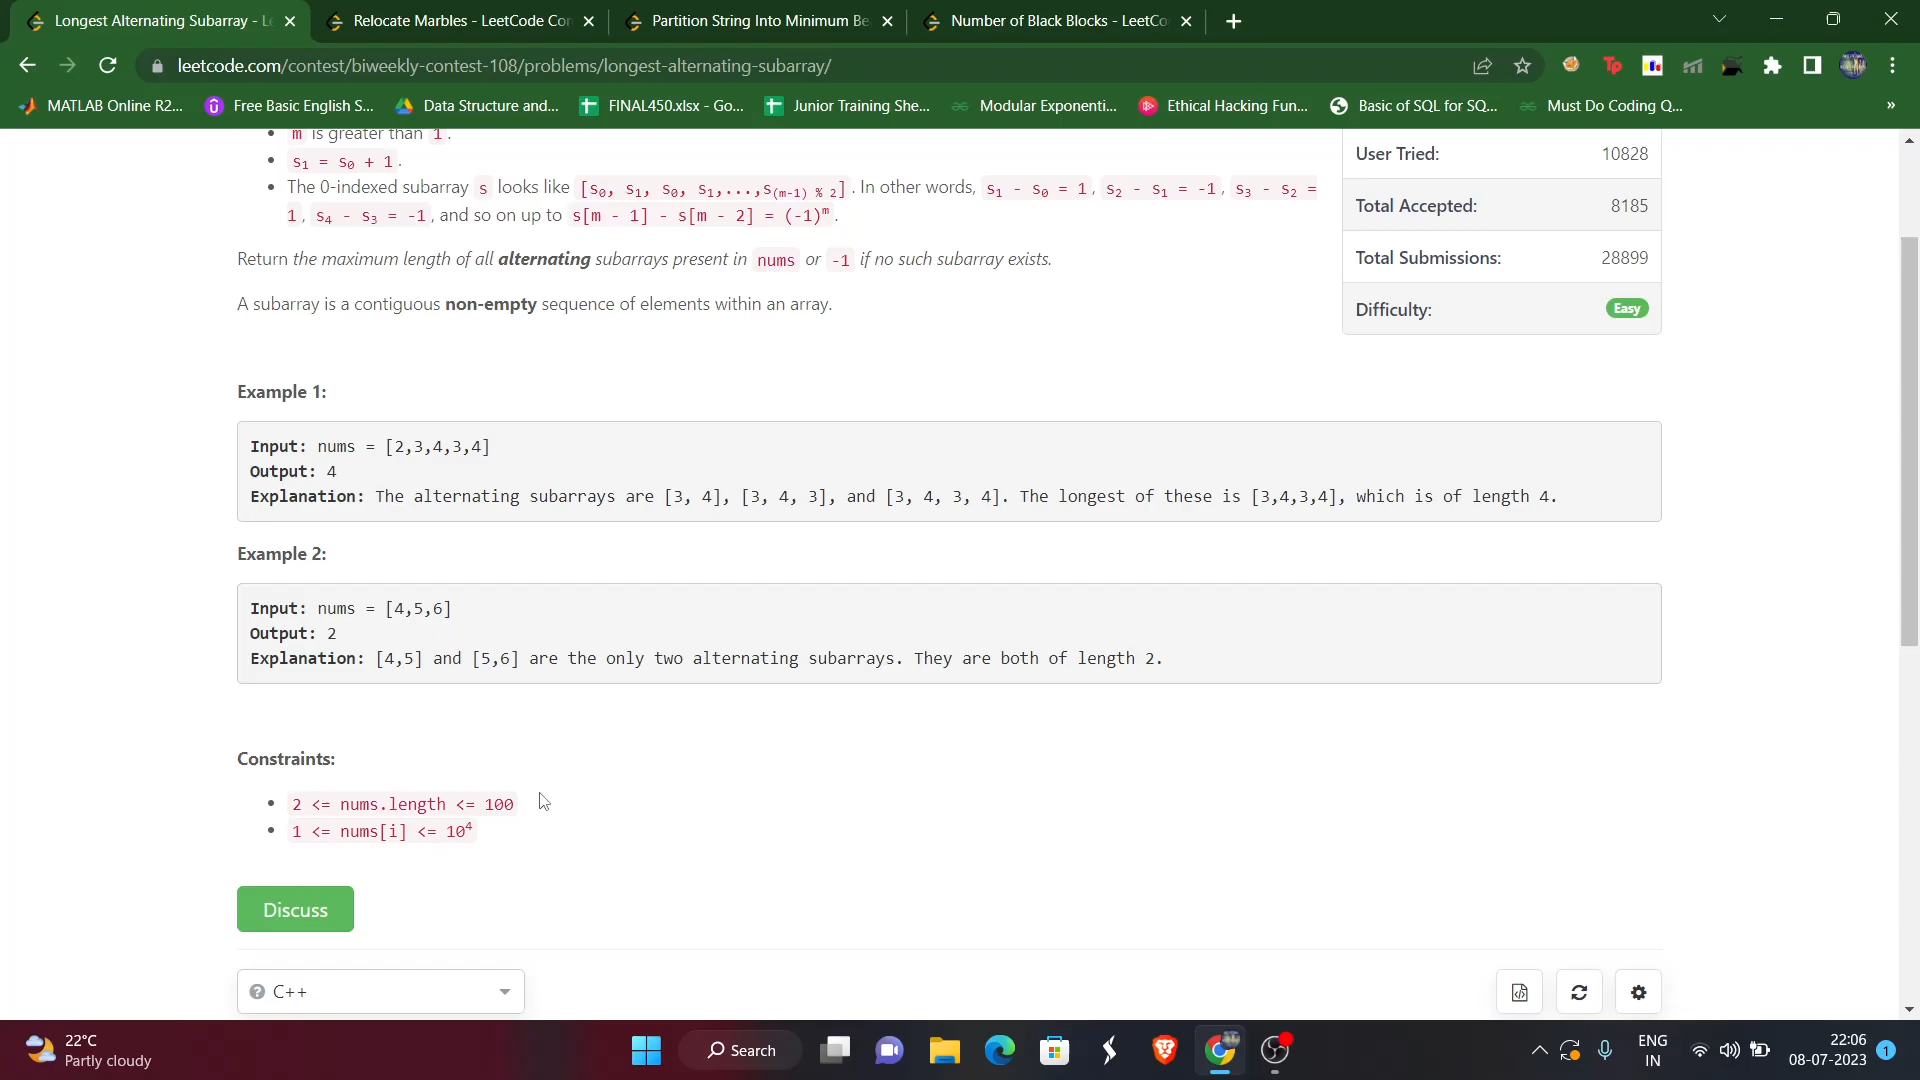 Longest Alternating Subarray - Le
Relocate Marbles - LeetCode Con
Partition String Into Minimum Be
Number of Black Blocks - LeetCo
leetcode.com/contest/biweekly-contest-108/problems/longest-alternating-subarray/
MATLAB Online R2...
Free Basic English S...
Data Structure and...
FINAL450.xlsx - Go...
Junior Training She...
Modular Exponenti...
Ethical Hacking Fun...
Basic of SQL for SQ...
Must Do Coding Q...
»
m is greater than 1.
s₁ = s₀ + 1.
The 0-indexed subarray s looks like [s₀, s₁, s₀, s₁,...,s₍ₘ₋₁₎ % ₂]. In other words, s₁ - s₀ = 1, s₂ - s₁ = -1, s₃ - s₂ =
1, s₄ - s₃ = -1, and so on up to s[m - 1] - s[m - 2] = (-1)ᵐ.
Return the maximum length of all alternating subarrays present in nums or -1 if no such subarray exists.
A subarray is a contiguous non-empty sequence of elements within an array.
User Tried: 10828
Total Accepted: 8185
Total Submissions: 28899
Difficulty: Easy
Example 1:
Input: nums = [2,3,4,3,4]
Output: 4
Explanation: The alternating subarrays are [3, 4], [3, 4, 3], and [3, 4, 3, 4]. The longest of these is [3,4,3,4], which is of length 4.
Example 2:
Input: nums = [4,5,6]
Output: 2
Explanation: [4,5] and [5,6] are the only two alternating subarrays. They are both of length 2.
Constraints:
2 <= nums.length <= 100
1 <= nums[i] <= 10⁴
Discuss
C++
22°C
Partly cloudy
Search
ENG
IN
22:06
08-07-2023
1